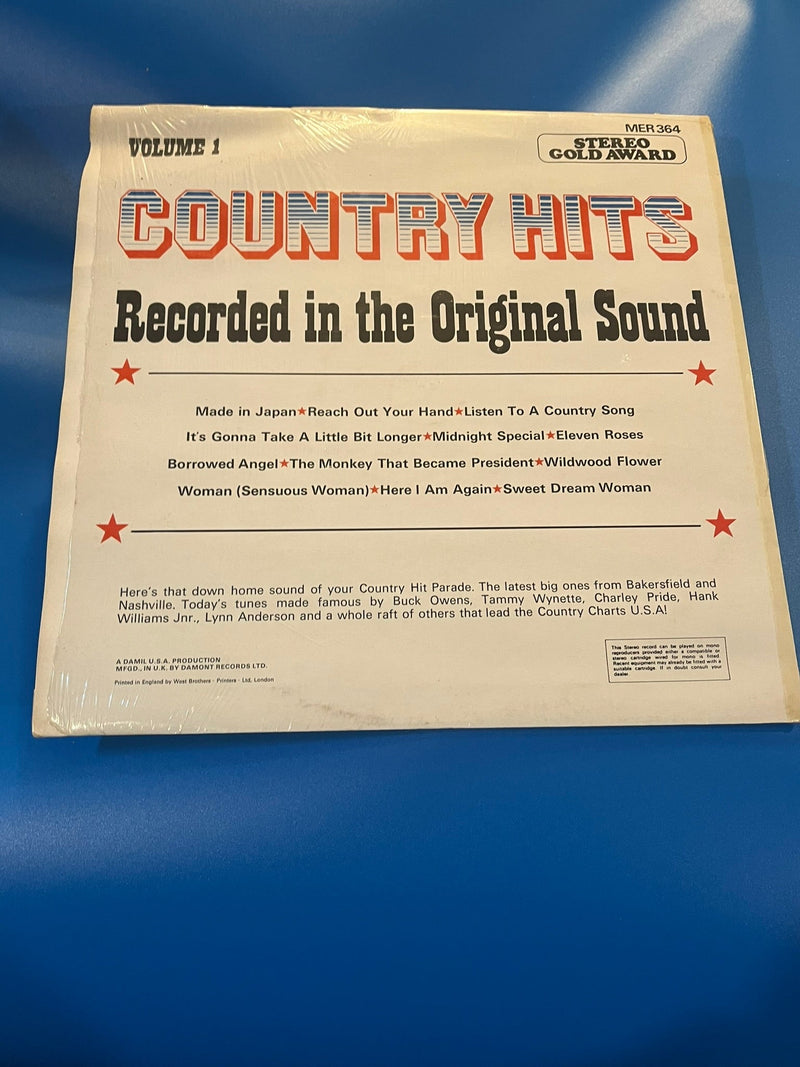 MER 364
VOLUME 1
STEREO
GOLD AWARD
COUNTRY HITS
Recorded in the Original Sound
Made in Japan★Reach Out Your Hand★Listen To A Country Song
It's Gonna Take A Little Bit Longer★Midnight Special★Eleven Roses
Borrowed Angel★The Monkey That Became President★Wildwood Flower
Woman (Sensuous Woman)★Here I Am Again★Sweet Dream Woman
Here's that down home sound of your Country Hit Parade. The latest big ones from Bakersfield and
Nashville. Today's tunes made famous by Buck Owens, Tammy Wynette, Charley Pride, Hank
Williams Jnr., Lynn Anderson and a whole raft of others that lead the Country Charts U.S.A!
A DAMIL U.S.A. PRODUCTION
MFGD. IN U.K. BY DAMONT RECORDS LTD.
Printed in England by West Brothers · Printers · Ltd, London
This Stereo record can be played on mono
reproducers provided either a compatible or
stereo cartridge wired for mono is fitted.
Recent equipment may already be fitted with a
suitable cartridge. If in doubt consult your
dealer